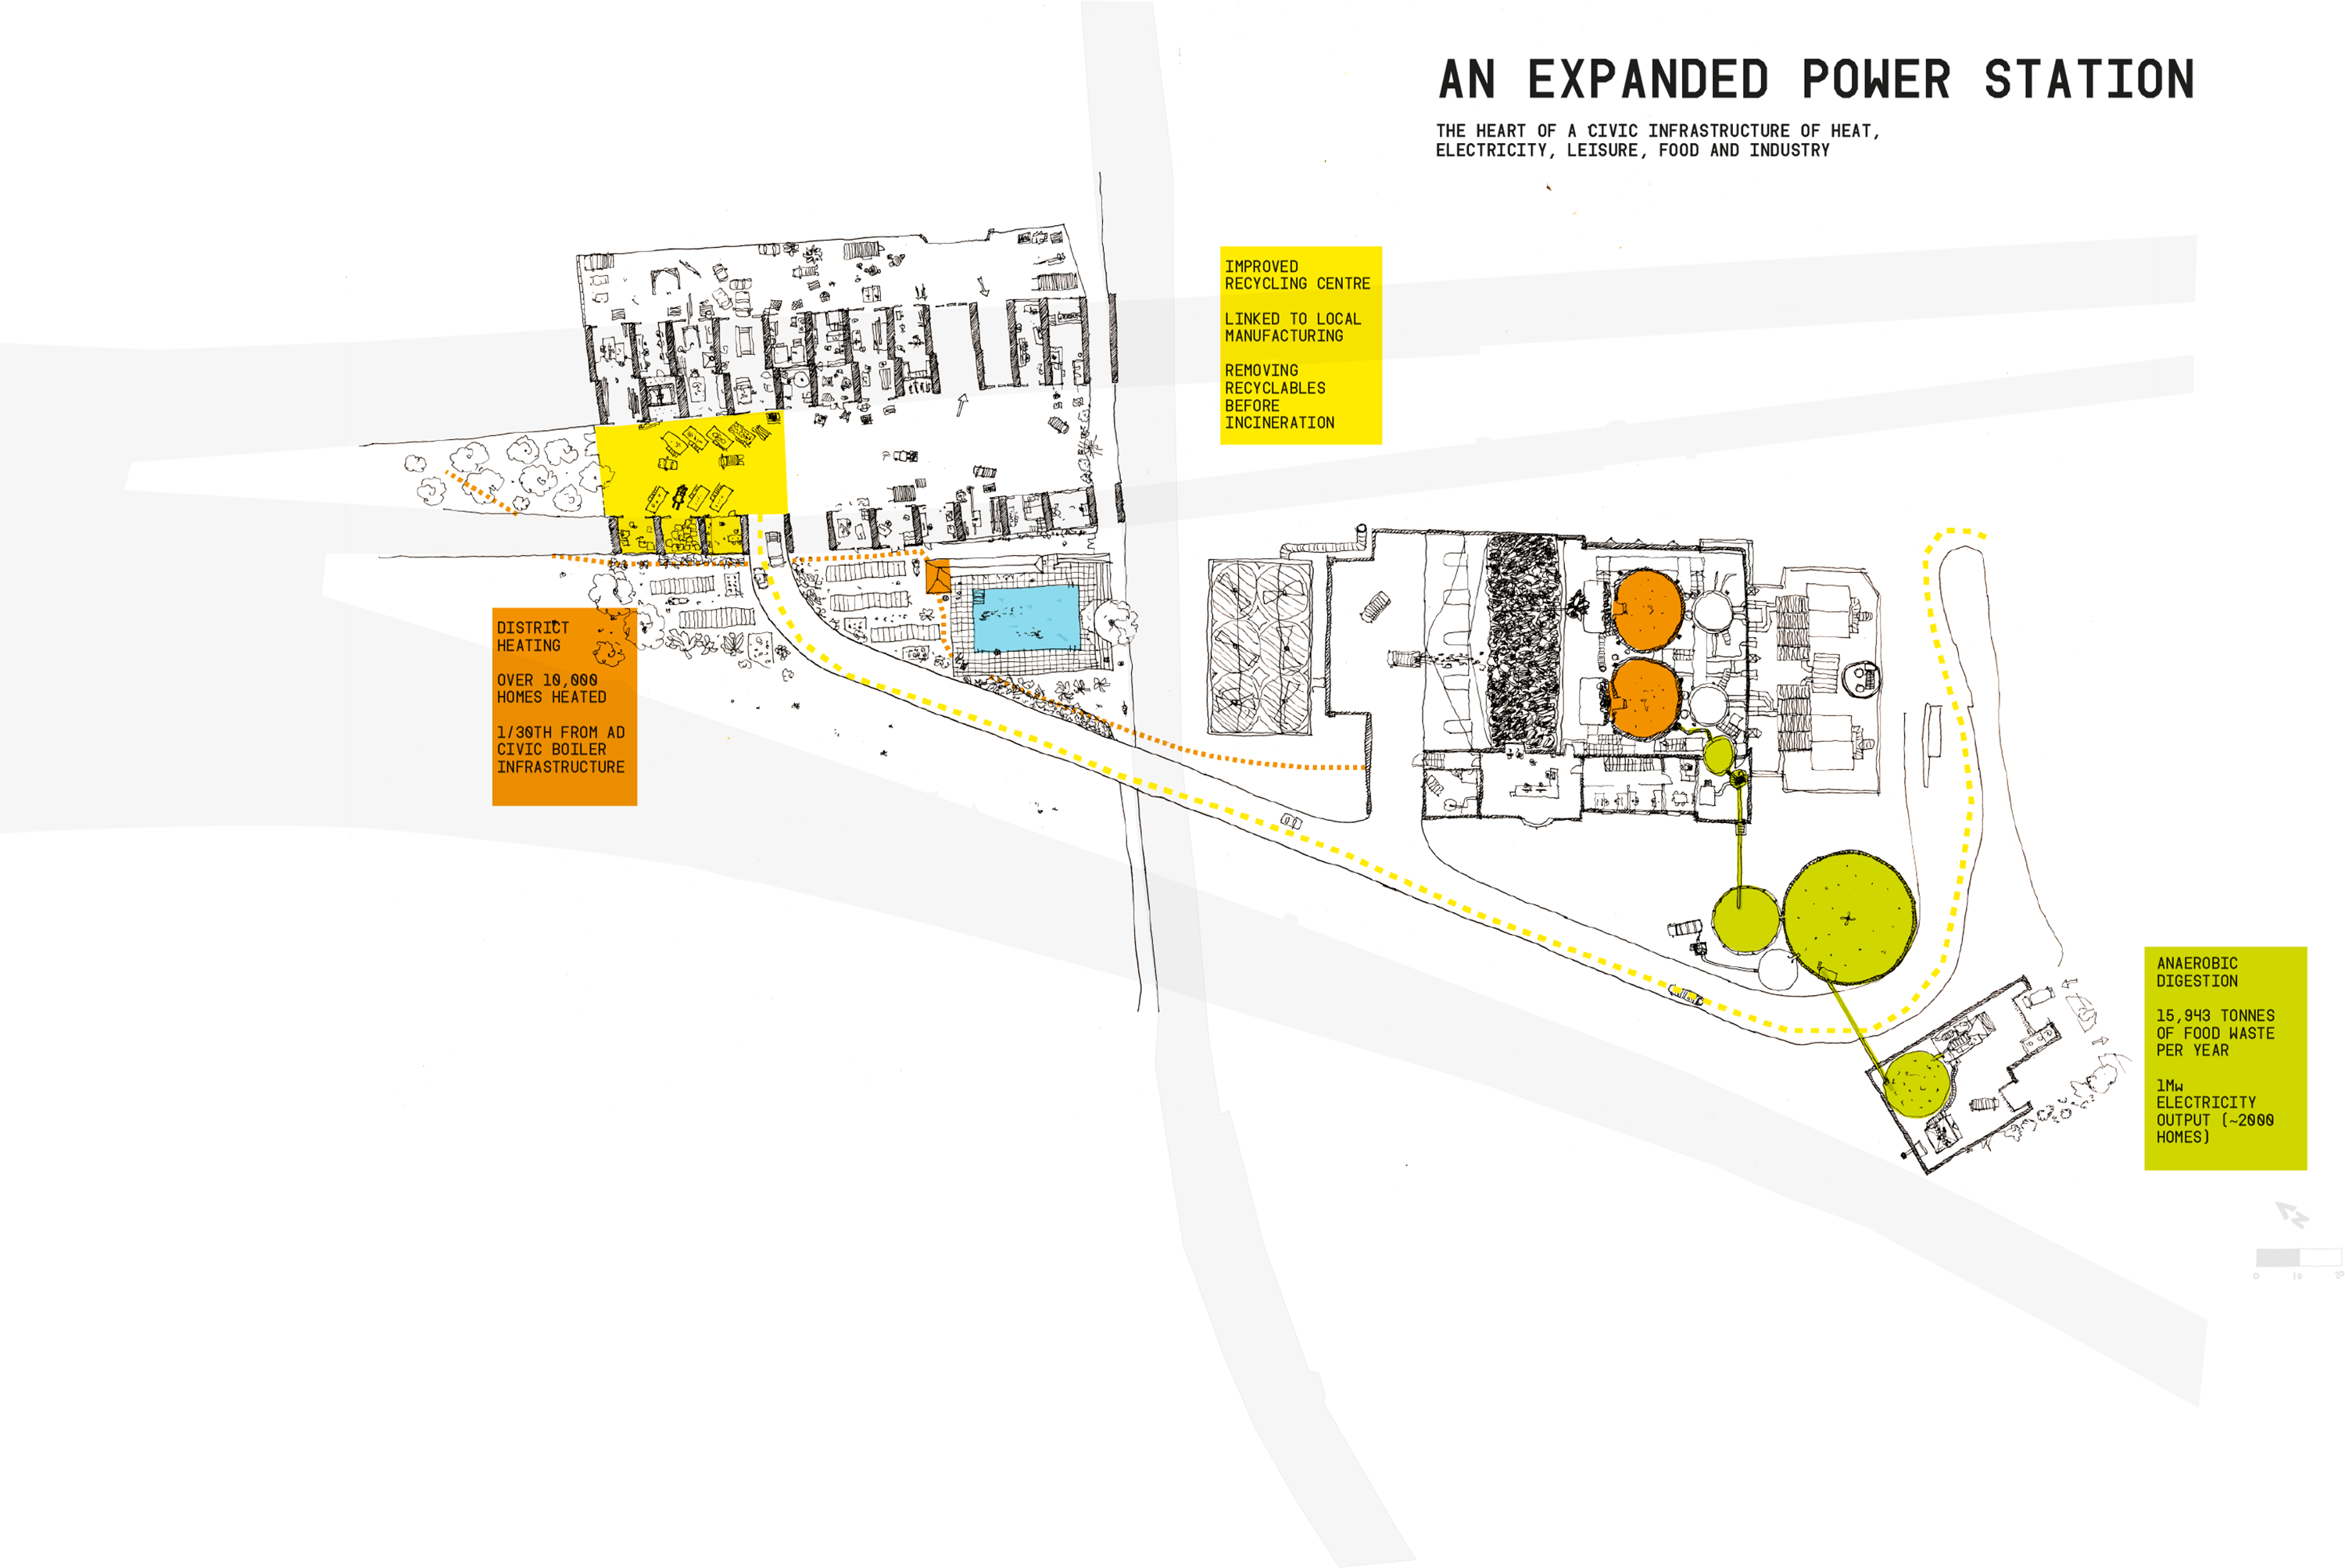 AN EXPANDED POWER STATION
THE HEART OF A CIVIC INFRASTRUCTURE OF HEAT,
ELECTRICITY, LEISURE, FOOD AND INDUSTRY
IMPROVED
RECYCLING CENTRE
LINKED TO LOCAL
MANUFACTURING
REMOVING
RECYCLABLES
BEFORE
INCINERATION
DISTRICT
HEATING
OVER 10,000
HOMES HEATED
1/30TH FROM AD
CIVIC BOILER
INFRASTRUCTURE
ANAEROBIC
DIGESTION
15,943 TONNES
OF FOOD WASTE
PER YEAR
1Mw
ELECTRICITY
OUTPUT (~2000
HOMES)
N
0 10 20